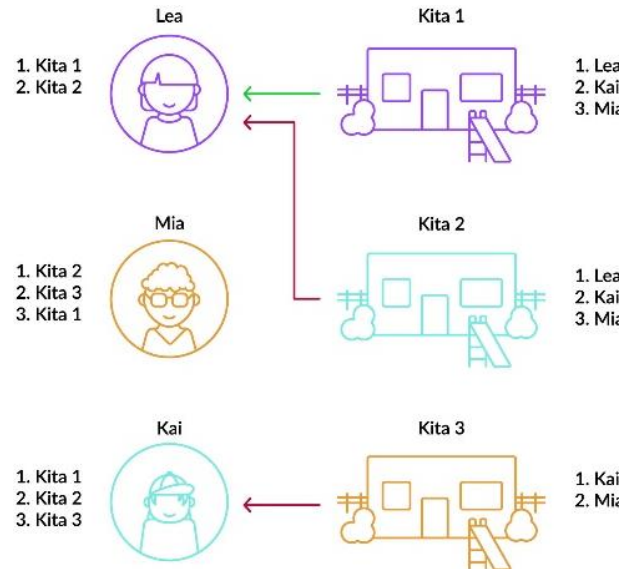 Lea
Kita 1
1. Kita 1
2. Kita 2
1. Lea
2. Kai
3. Mia
Mia
Kita 2
1. Kita 2
2. Kita 3
3. Kita 1
1. Lea
2. Kai
3. Mia
Kai
Kita 3
1. Kita 1
2. Kita 2
3. Kita 3
1. Kai
2. Mia